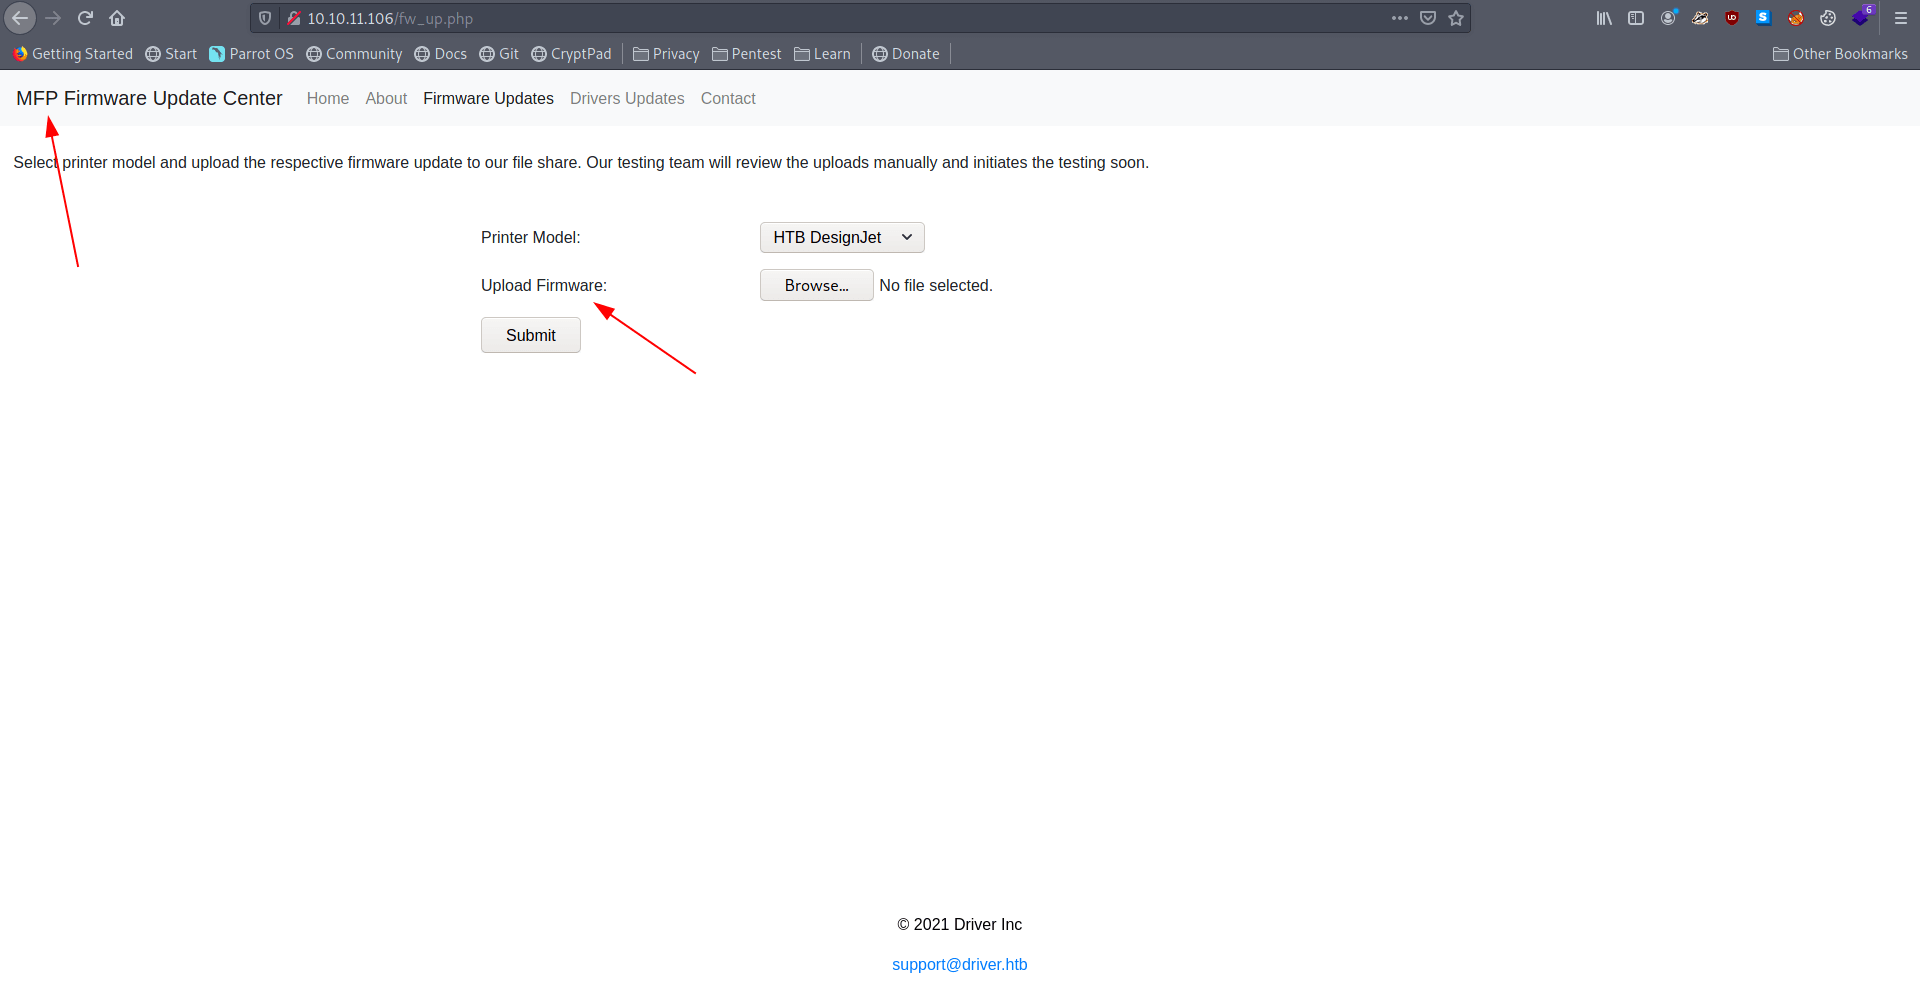 10.10.11.106/fw_up.php
6
Getting Started Start Parrot OS Community Docs Git CryptPad Privacy Pentest Learn Donate Other Bookmarks
MFP Firmware Update Center Home About Firmware Updates Drivers Updates Contact
Select printer model and upload the respective firmware update to our file share. Our testing team will review the uploads manually and initiates the testing soon.
Printer Model: HTB DesignJet
Upload Firmware: Browse... No file selected.
Submit
© 2021 Driver Inc
support@driver.htb